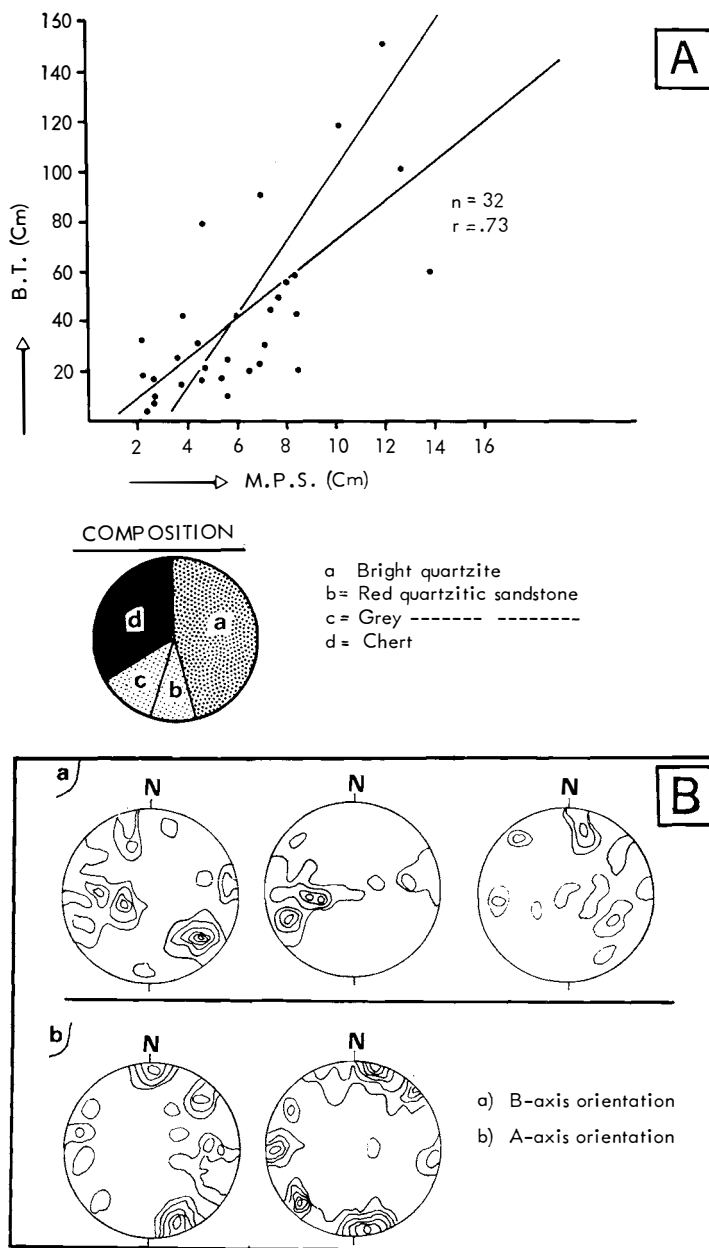 A
B.T. (Cm)
160
140
120
100
80
60
40
20
n = 32
r = .73
2 4 6 8 10 12 14 16
M.P.S. (Cm)
COMPOSITION
a
b
c
d
a Bright quartzite
b = Red quartzitic sandstone
c = Grey ------- -------
d = Chert
B
a
N N N
b
N N
a) B-axis orientation
b) A-axis orientation